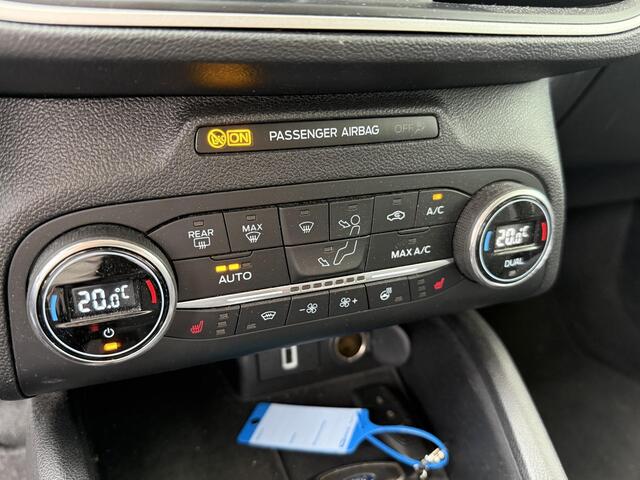 ON PASSENGER AIRBAG OFF
REAR
MAX
A/C
AUTO
MAX A/C
20.0°C
20.0°C
DUAL